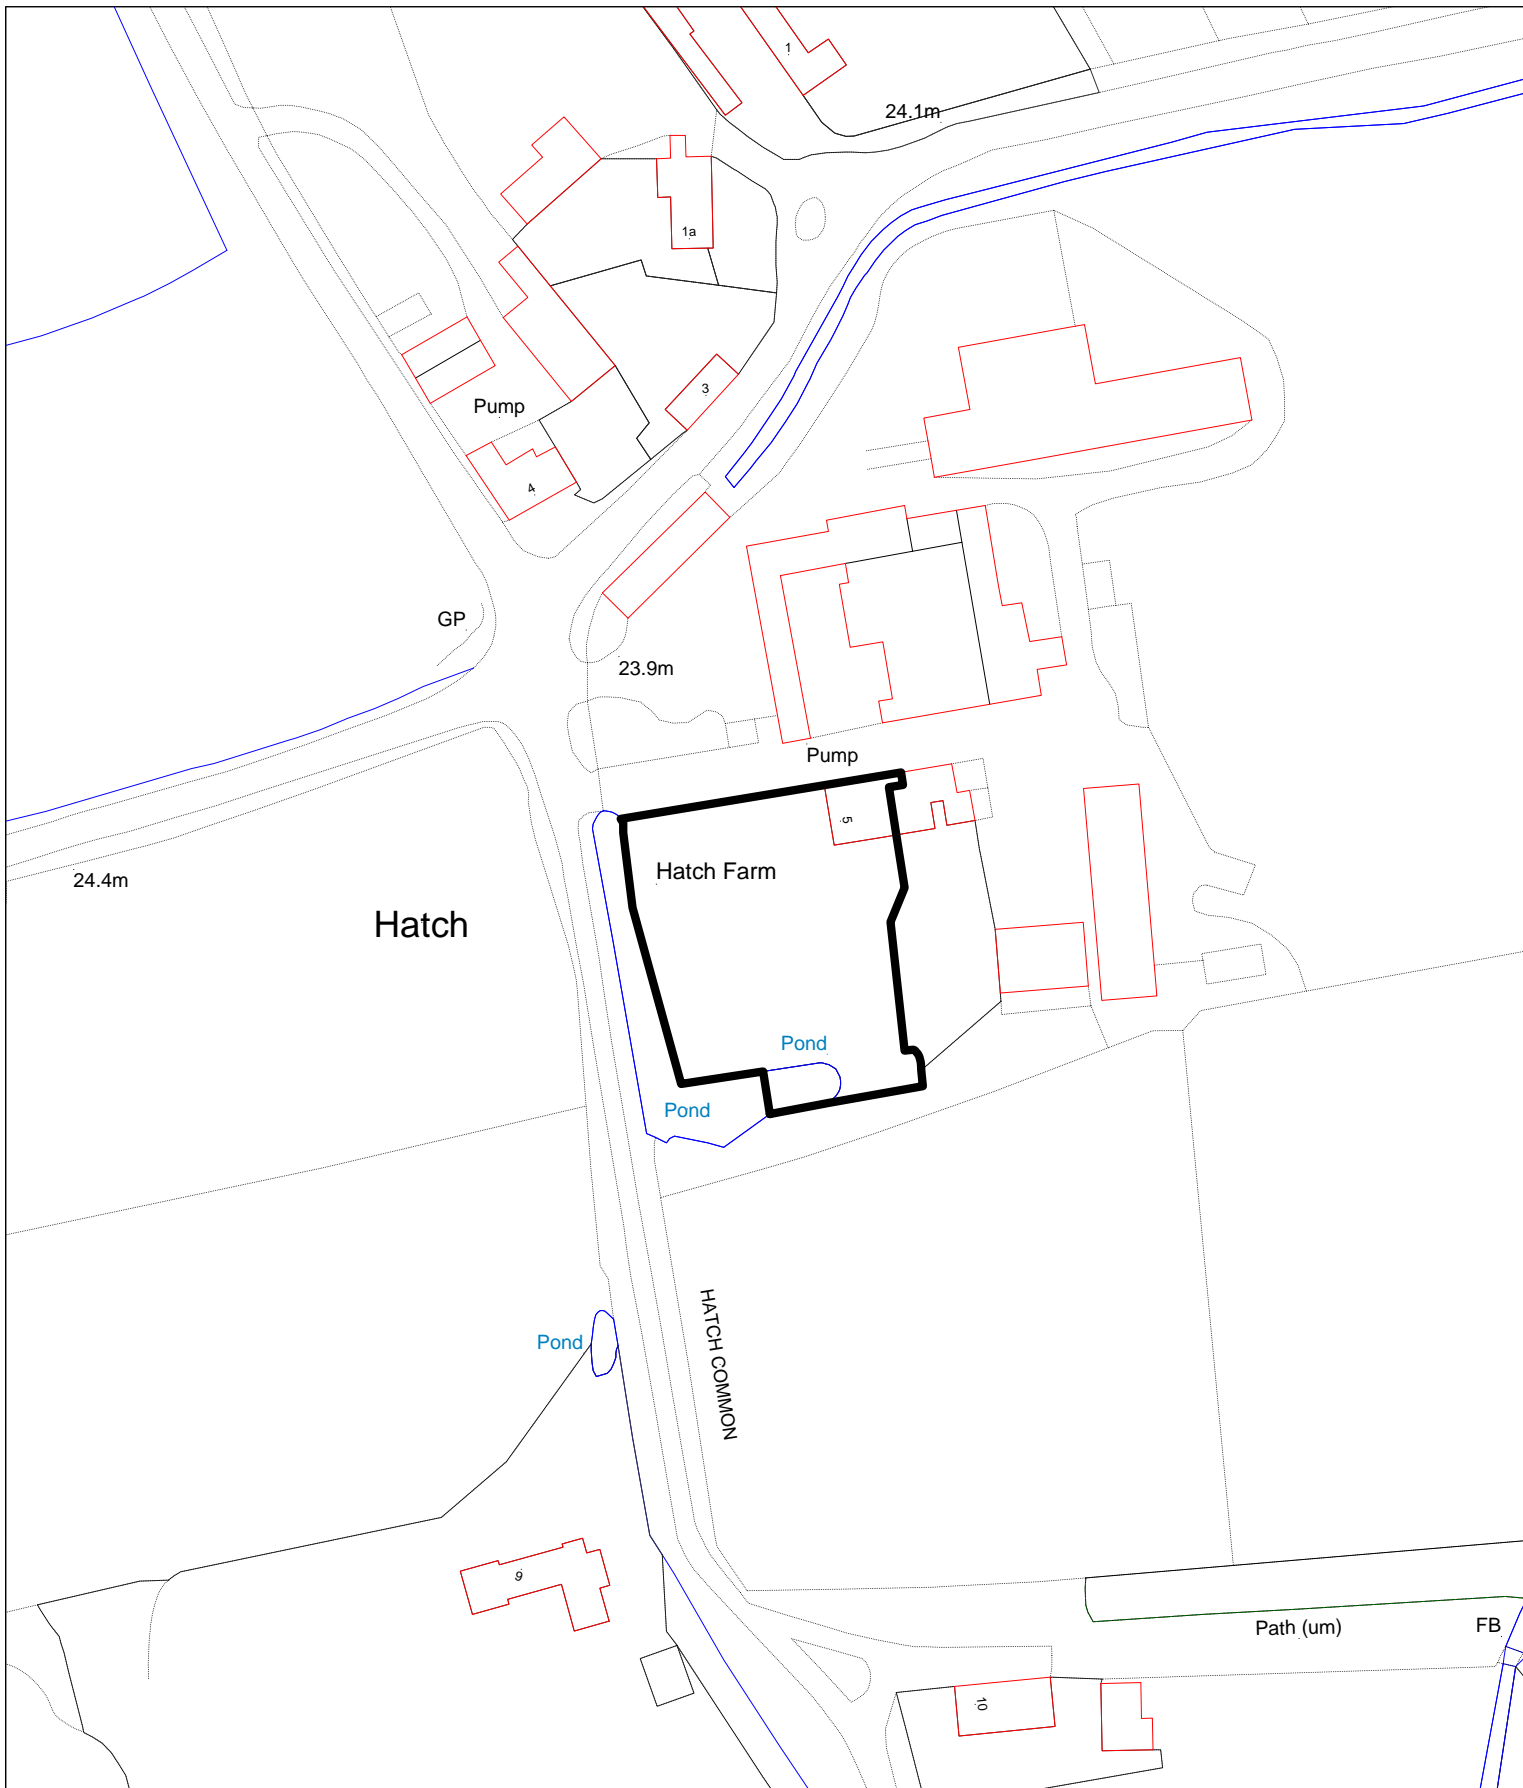 1
24.1m
1a
3
Pump
4
GP
23.9m
Pump
5
Hatch Farm
24.4m
Hatch
Pond
Pond
HATCH COMMON
Pond
9
Path (um)
FB
10